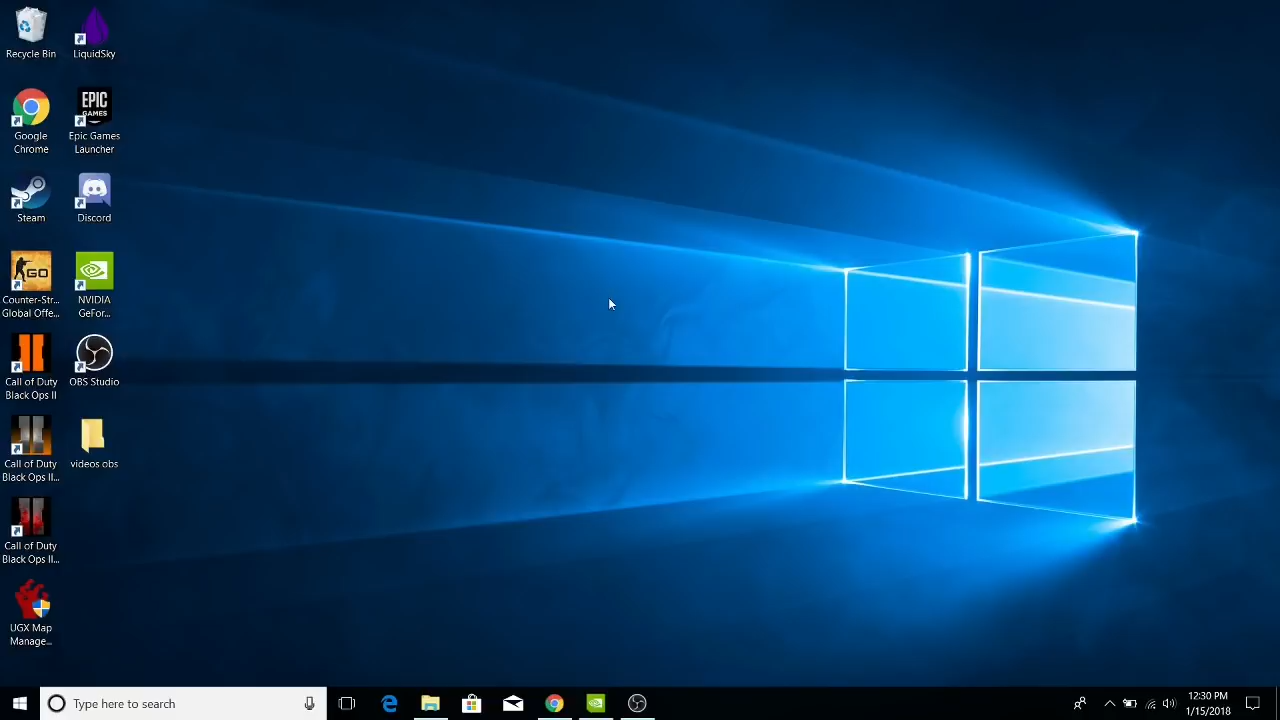 Recycle Bin
LiquidSky
EPIC
GAMES
Google
Chrome
Epic Games
Launcher
Steam
Discord
GO
Counter-Str...
Global Offe...
NVIDIA
GeFor...
Call of Duty
Black Ops II
OBS Studio
Call of Duty
Black Ops II...
videos obs
Call of Duty
Black Ops II...
UGX Map
Manage...
Type here to search
12:30 PM
1/15/2018